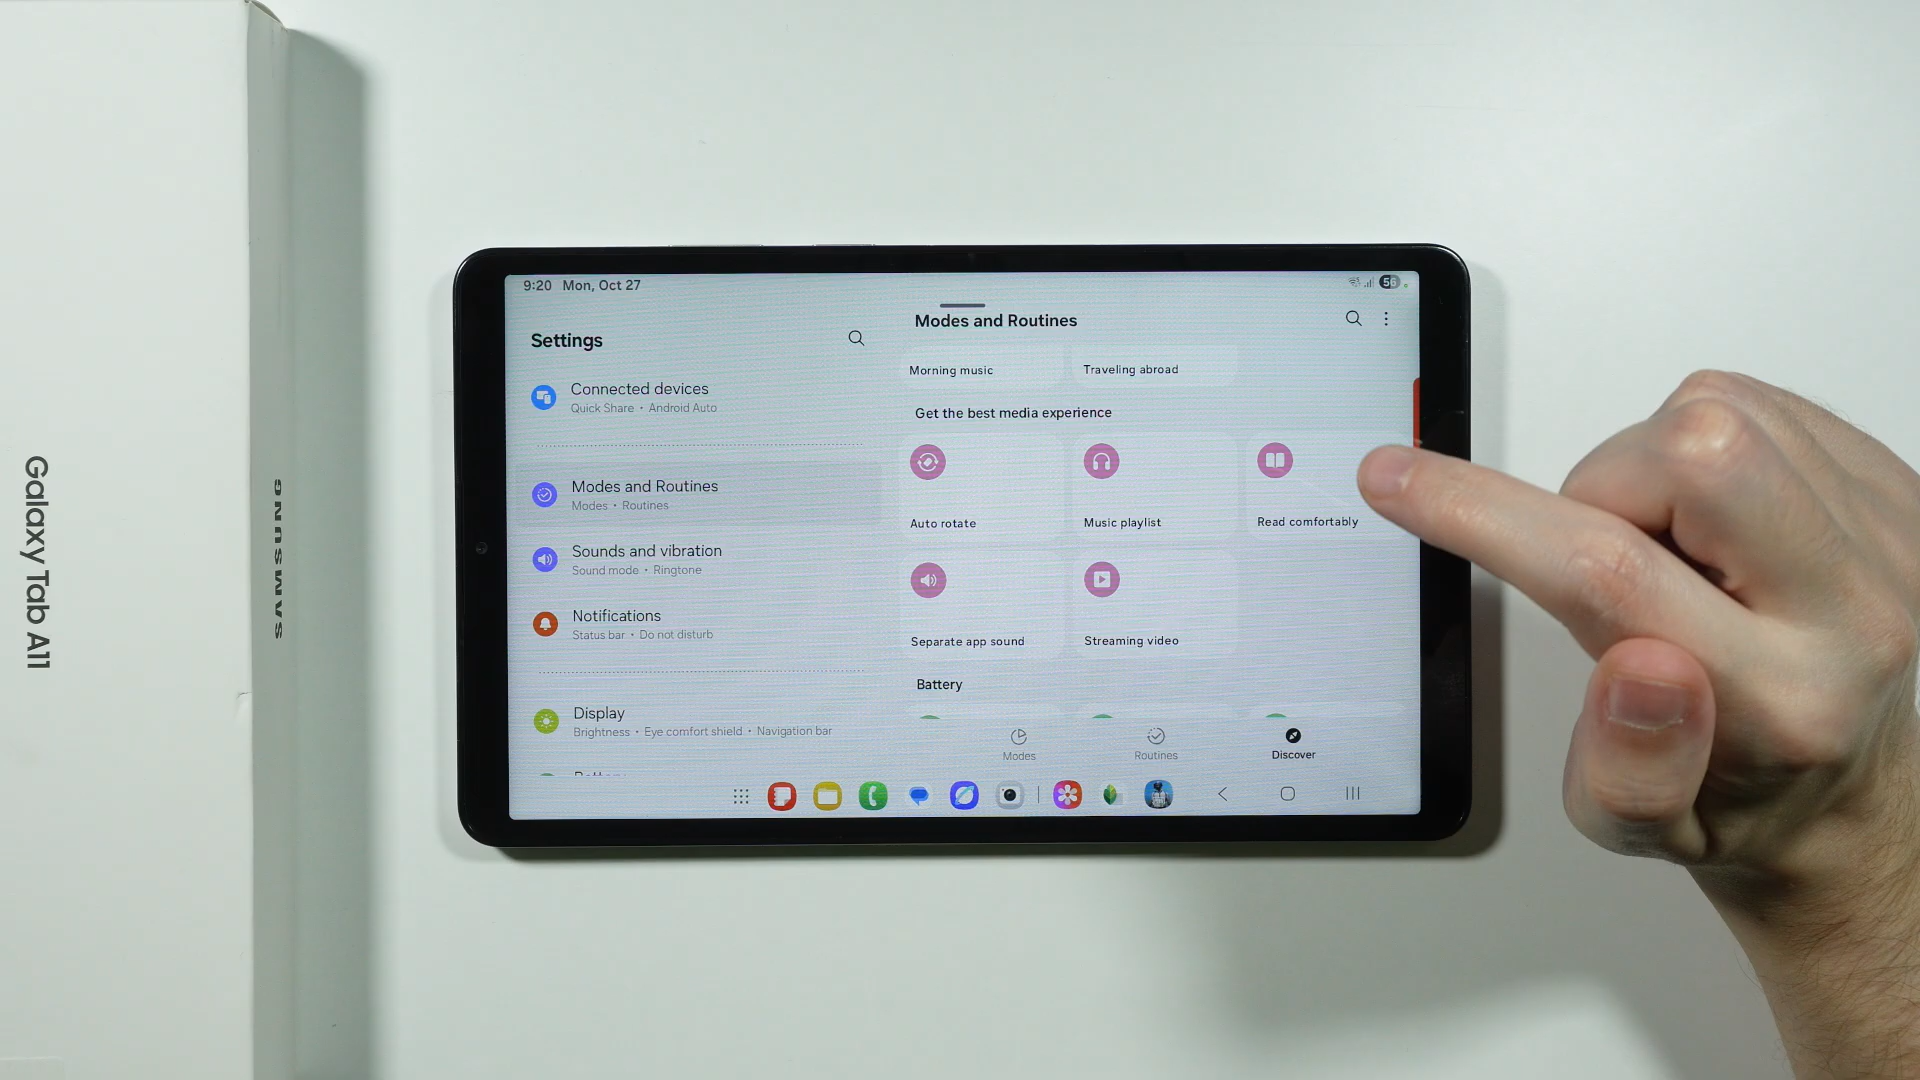 Galaxy Tab A11
SAMSUNG
9:20 Mon, Oct 27
56
Settings
Connected devices
Quick Share • Android Auto
Modes and Routines
Modes • Routines
Sounds and vibration
Sound mode • Ringtone
Notifications
Status bar • Do not disturb
Display
Brightness • Eye comfort shield • Navigation bar
Modes and Routines
Morning music
Traveling abroad
Get the best media experience
Auto rotate
Music playlist
Read comfortably
Separate app sound
Streaming video
Battery
Modes
Routines
Discover